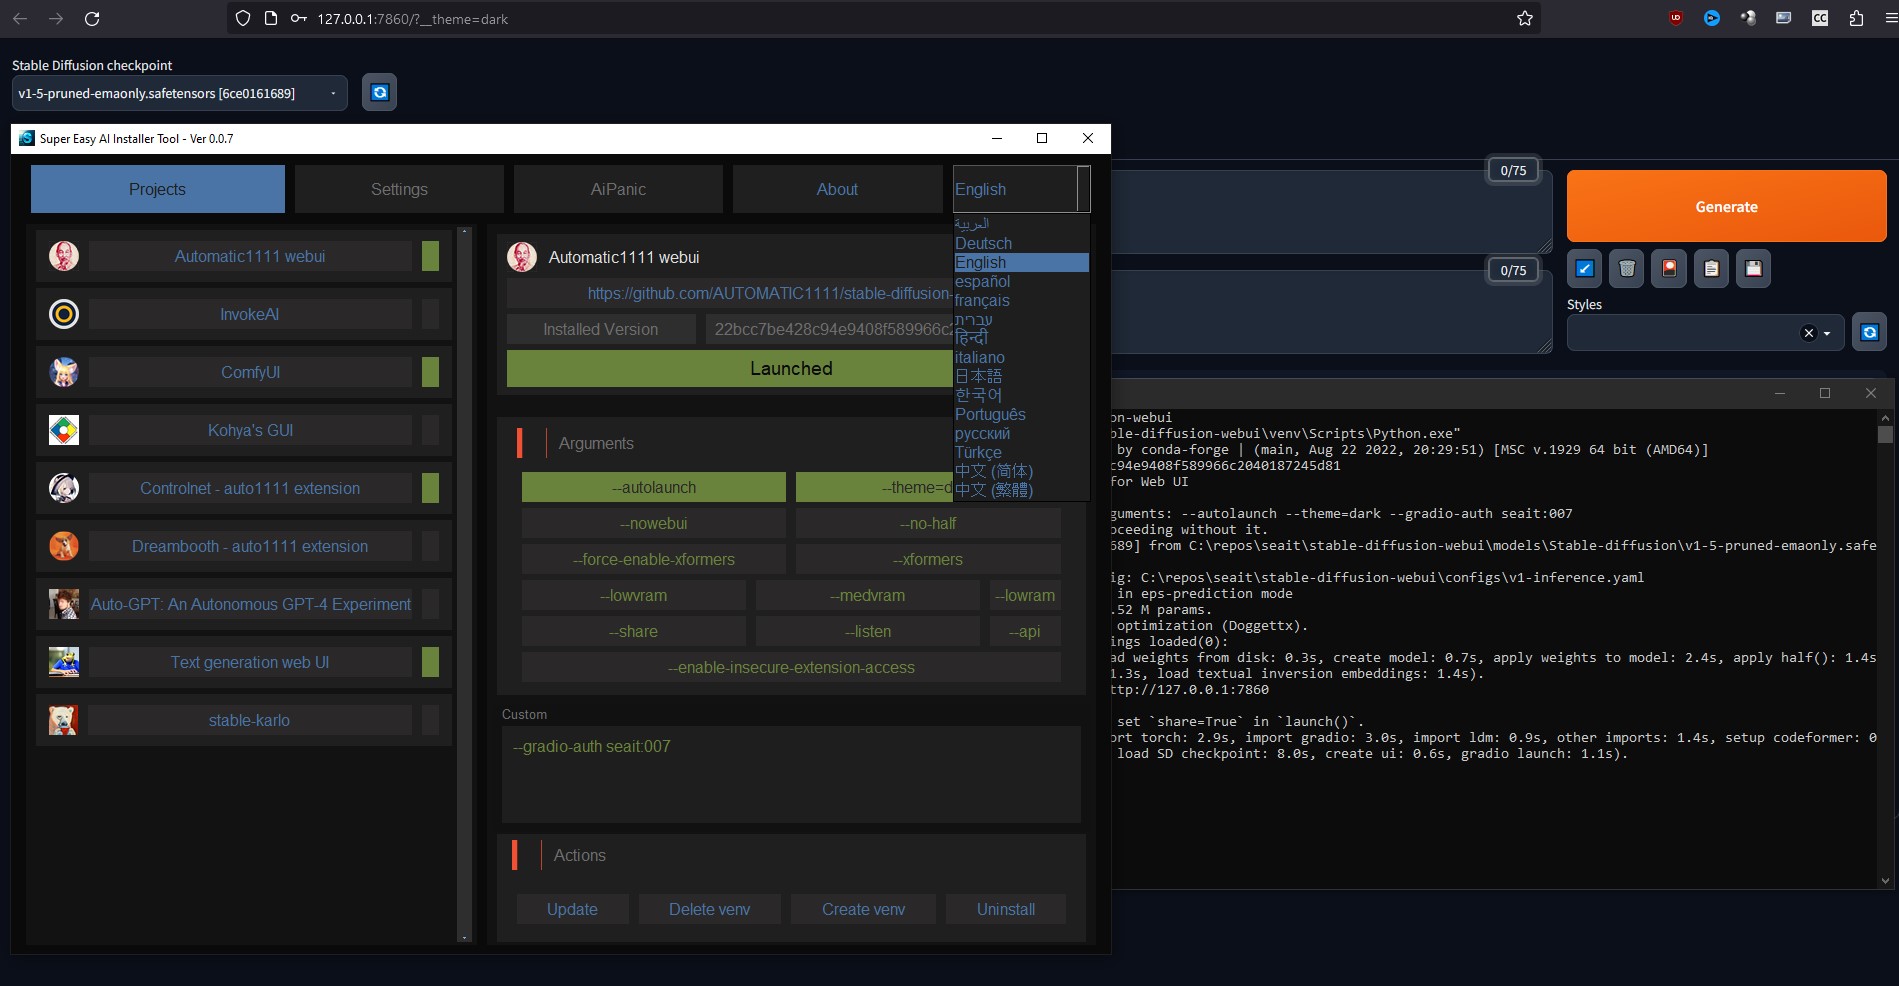 127.0.0.1:7860/?__theme=dark
UD
CC
Stable Diffusion checkpoint
v1-5-pruned-emaonly.safetensors [6ce0161689]
Super Easy AI Installer Tool - Ver 0.0.7
Projects
Settings
AiPanic
About
English
العربية
Deutsch
English
español
français
עברית
हिन्दी
italiano
日本語
한국어
Português
русский
Türkçe
中文 (简体)
中文 (繁體)
Automatic1111 webui
InvokeAI
ComfyUI
Kohya's GUI
Controlnet - auto1111 extension
Dreambooth - auto1111 extension
Auto-GPT: An Autonomous GPT-4 Experiment
Text generation web UI
stable-karlo
Automatic1111 webui
https://github.com/AUTOMATIC1111/stable-diffusion-
Installed Version
22bcc7be428c94e9408f589966c2
Launched
Arguments
--autolaunch
--theme=d
--nowebui
--no-half
--force-enable-xformers
--xformers
--lowvram
--medvram
--lowram
--share
--listen
--api
--enable-insecure-extension-access
Custom
--gradio-auth seait:007
Actions
Update
Delete venv
Create venv
Uninstall
0/75
0/75
Generate
Styles
on-webui
ble-diffusion-webui\venv\Scripts\Python.exe"
by conda-forge | (main, Aug 22 2022, 20:29:51) [MSC v.1929 64 bit (AMD64)]
c94e9408f589966c2040187245d81
for Web UI
guments: --autolaunch --theme=dark --gradio-auth seait:007
oceeding without it.
689] from C:\repos\seait\stable-diffusion-webui\models\Stable-diffusion\v1-5-pruned-emaonly.safe
ig: C:\repos\seait\stable-diffusion-webui\configs\v1-inference.yaml
in eps-prediction mode
.52 M params.
optimization (Doggettx).
ings loaded(0):
ad weights from disk: 0.3s, create model: 0.7s, apply weights to model: 2.4s, apply half(): 1.4s
1.3s, load textual inversion embeddings: 1.4s).
ttp://127.0.0.1:7860
set `share=True` in `launch()`.
ort torch: 2.9s, import gradio: 3.0s, import ldm: 0.9s, other imports: 1.4s, setup codeformer: 0
load SD checkpoint: 8.0s, create ui: 0.6s, gradio launch: 1.1s).